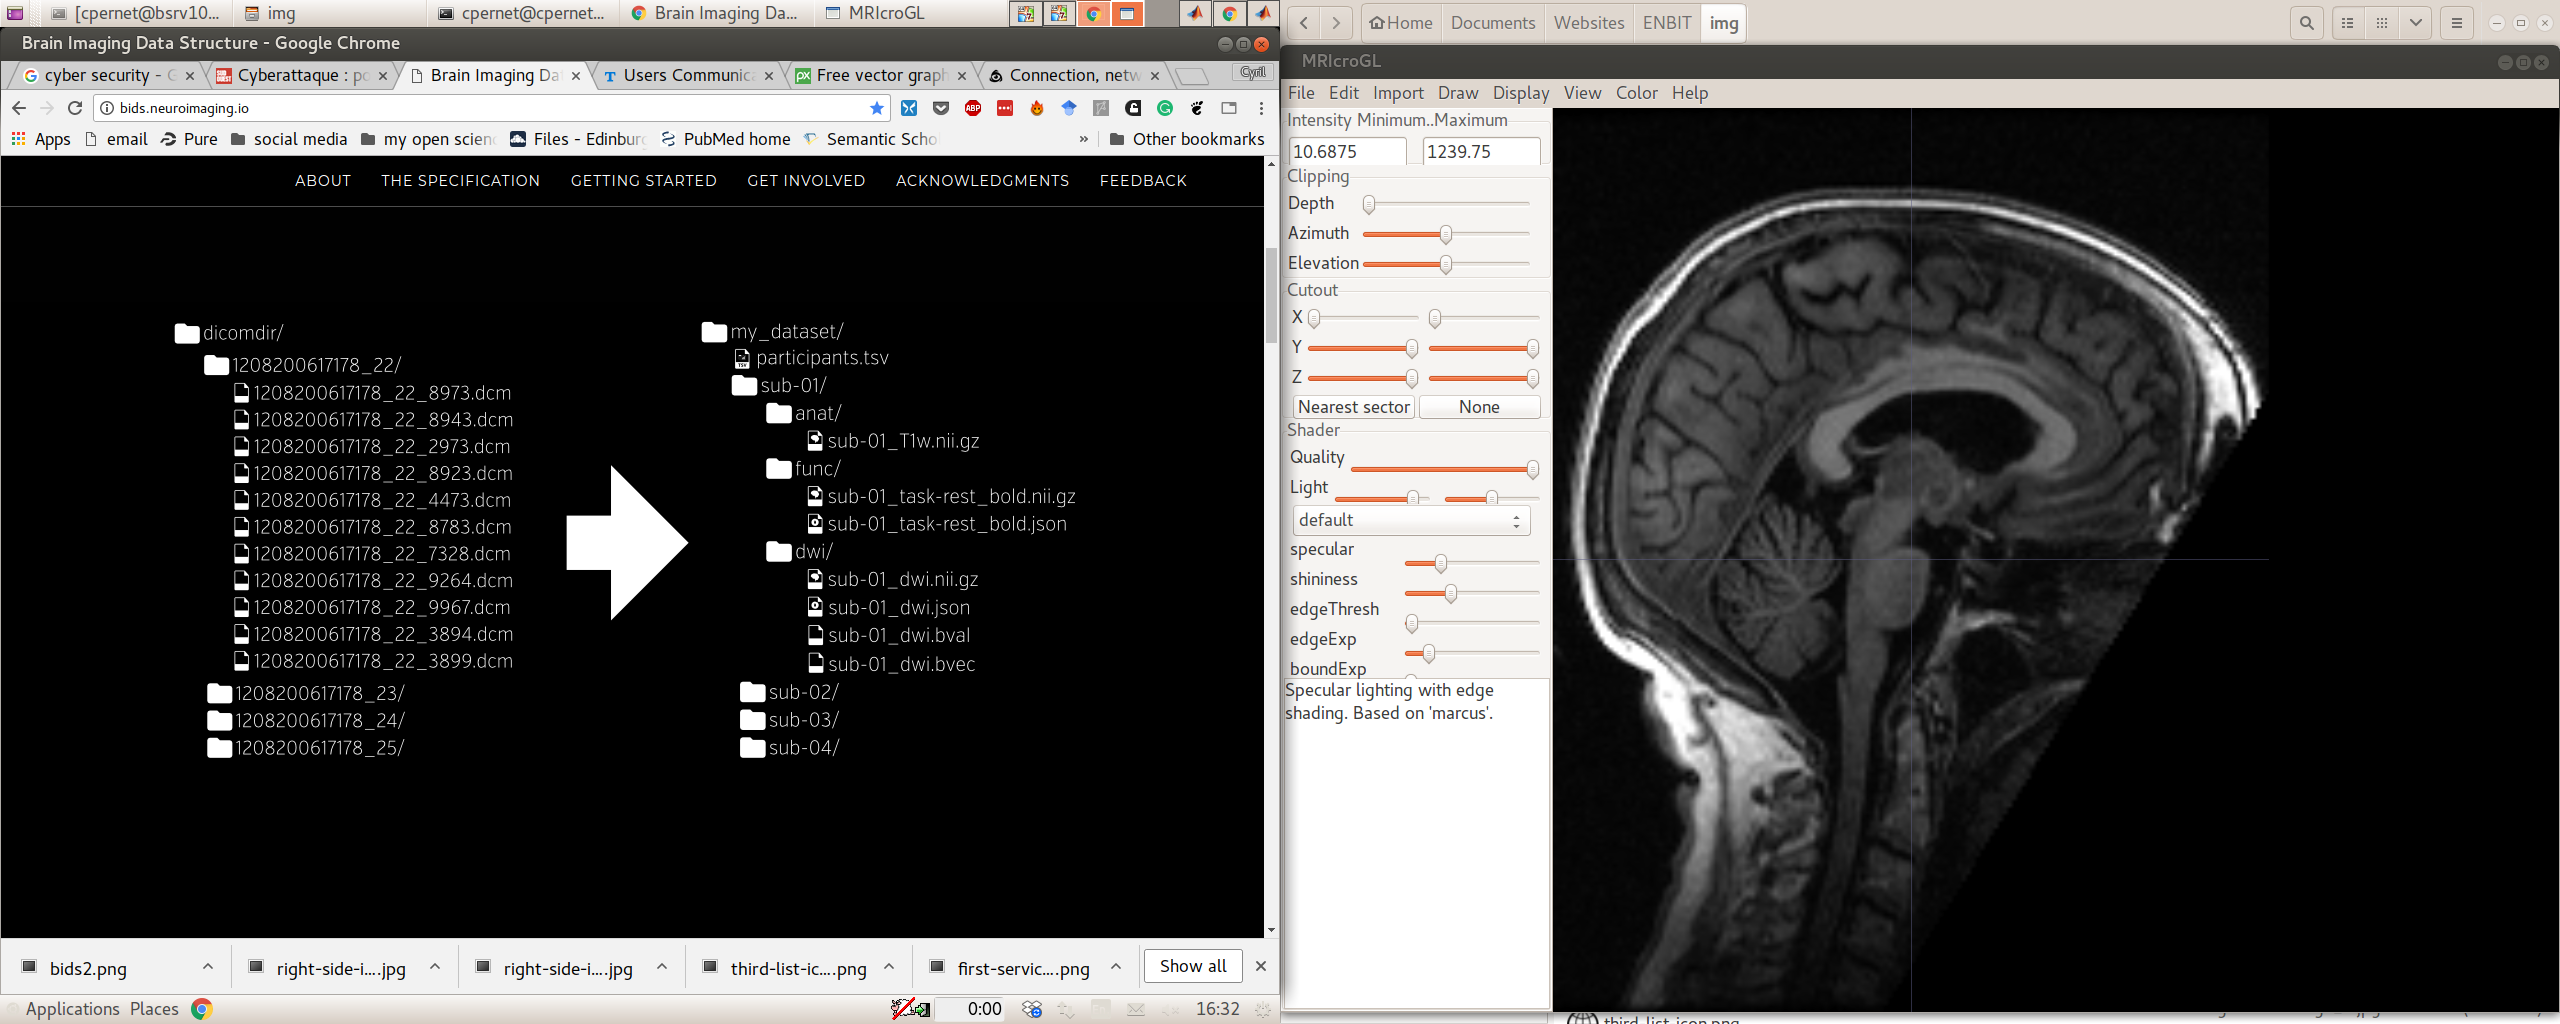 [cpernet@bsrv10...
img
cpernet@cpernet...
Brain Imaging Da...
MRIcroGL
Brain Imaging Data Structure - Google Chrome
cyber security - G
Cyberattaque : po
Brain Imaging Dat
Users Communica
Free vector graph
Connection, netw
Cyril
bids.neuroimaging.io
Apps
email
Pure
social media
my open scien
Files - Edinburg
PubMed home
Semantic Scho
»
Other bookmarks
ABOUT
THE SPECIFICATION
GETTING STARTED
GET INVOLVED
ACKNOWLEDGMENTS
FEEDBACK
dicomdir/
1208200617178_22/
1208200617178_22_8973.dcm
1208200617178_22_8943.dcm
1208200617178_22_2973.dcm
1208200617178_22_8923.dcm
1208200617178_22_4473.dcm
1208200617178_22_8783.dcm
1208200617178_22_7328.dcm
1208200617178_22_9264.dcm
1208200617178_22_9967.dcm
1208200617178_22_3894.dcm
1208200617178_22_3899.dcm
1208200617178_23/
1208200617178_24/
1208200617178_25/
my_dataset/
participants.tsv
sub-01/
anat/
sub-01_T1w.nii.gz
func/
sub-01_task-rest_bold.nii.gz
sub-01_task-rest_bold.json
dwi/
sub-01_dwi.nii.gz
sub-01_dwi.json
sub-01_dwi.bval
sub-01_dwi.bvec
sub-02/
sub-03/
sub-04/
bids2.png
right-side-i....jpg
right-side-i....jpg
third-list-ic....png
first-servic....png
Show all
Applications
Places
0:00
16:32
Home
Documents
Websites
ENBIT
img
MRIcroGL
File
Edit
Import
Draw
Display
View
Color
Help
Intensity Minimum..Maximum
10.6875
1239.75
Clipping
Depth
Azimuth
Elevation
Cutout
X
Y
Z
Nearest sector
None
Shader
Quality
Light
default
specular
shininess
edgeThresh
edgeExp
boundExp
Specular lighting with edge
shading. Based on 'marcus'.
third-list-icon.png